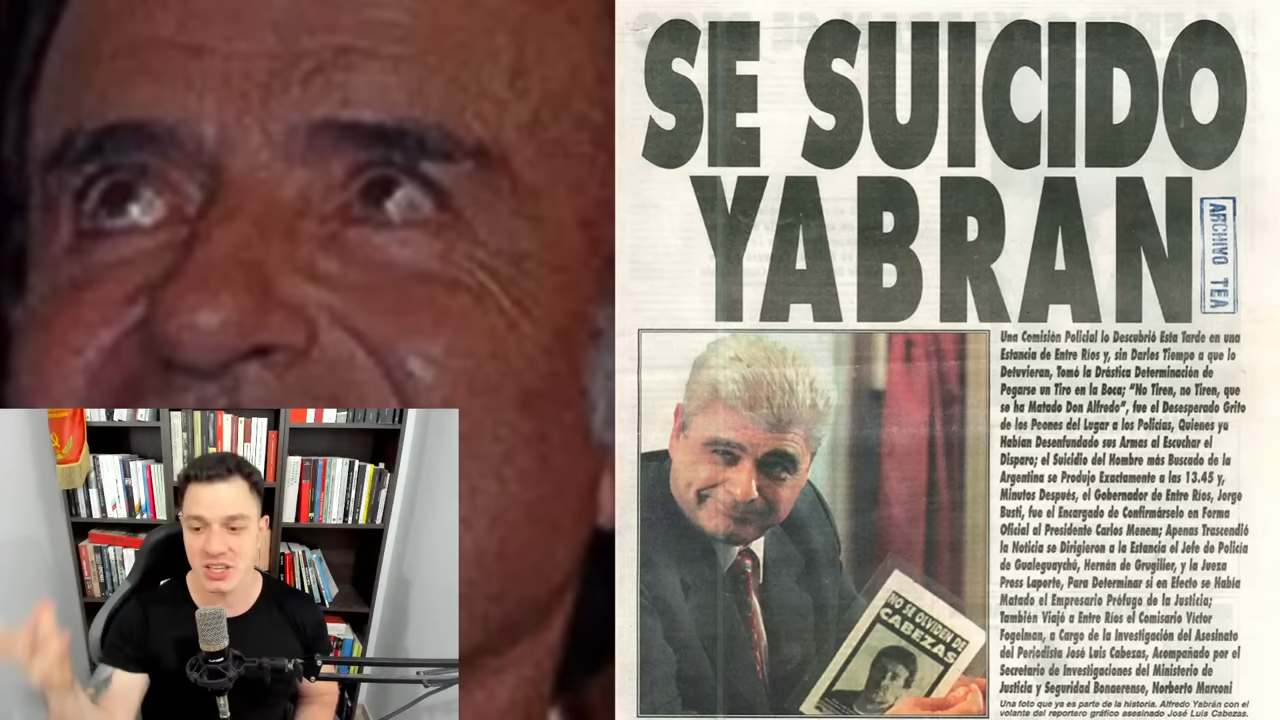 SE SUICIDO
YABRAN
ARCHIVO TEA
Una Comisión Policial lo Descubrió Esta Tarde en una
Estancia de Entre Ríos y, sin Darles Tiempo a que lo
Detuvieran, Tomó la Drástica Determinación de
Pegarse un Tiro en la Boca; "No Tiren, no Tiren, que
se ha Matado Don Alfredo", fue el Desesperado Grito
de los Peones del Lugar a los Policías, Quienes ya
Habían Desenfundado sus Armas al Escuchar el
Disparo; el Suicidio del Hombre más Buscado de la
Argentina se Produjo Exactamente a las 13.45 y,
Minutos Después, el Gobernador de Entre Ríos, Jorge
Busti, fue el Encargado de Confirmárselo en Forma
Oficial al Presidente Carlos Menem; Apenas Trascendió
la Noticia se Dirigieron a la Estancia el Jefe de Policía
de Gualeguaychú, Hernán de Grugillier, y la Jueza
Press Laporte, Para Determinar si en Efecto se Había
Matado el Empresario Prófugo de la Justicia;
También Viajó a Entre Ríos el Comisario Víctor
Fogelman, a Cargo de la Investigación del Asesinato
del Periodista José Luis Cabezas, Acompañado por el
Secretario de Investigaciones del Ministerio de
Justicia y Seguridad Bonaerense, Norberto Marconi
NO SE OLVIDEN DE
CABEZAS
Una foto que ya es parte de la historia. Alfredo Yabrán con el
volante del reportero gráfico asesinado José Luis Cabezas.